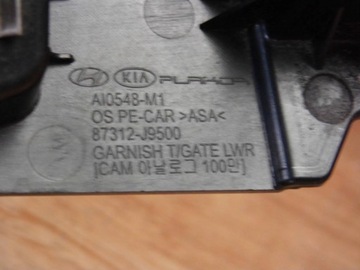 KIA PLAKOR
AI0548-M1
OS PE-CAR >ASA<
87312-J9500
GARNISH T/GATE LWR
[CAM 아날로그 100만]